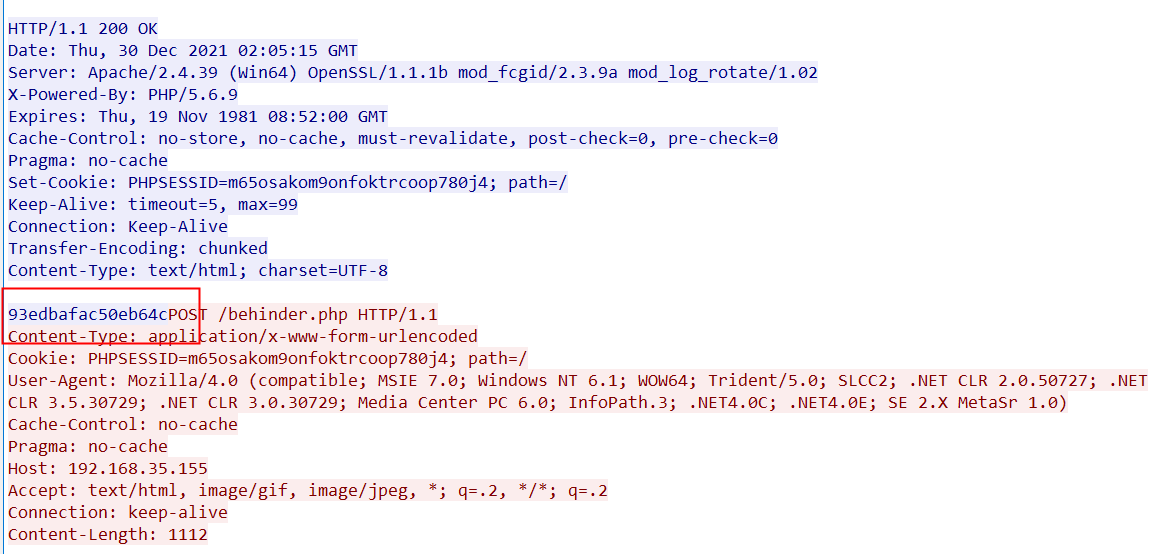 HTTP/1.1 200 OK
Date: Thu, 30 Dec 2021 02:05:15 GMT
Server: Apache/2.4.39 (Win64) OpenSSL/1.1.1b mod_fcgid/2.3.9a mod_log_rotate/1.02
X-Powered-By: PHP/5.6.9
Expires: Thu, 19 Nov 1981 08:52:00 GMT
Cache-Control: no-store, no-cache, must-revalidate, post-check=0, pre-check=0
Pragma: no-cache
Set-Cookie: PHPSESSID=m65osakom9onfoktrcoop780j4; path=/
Keep-Alive: timeout=5, max=99
Connection: Keep-Alive
Transfer-Encoding: chunked
Content-Type: text/html; charset=UTF-8
93edbafac50eb64cPOST /behinder.php HTTP/1.1
Content-Type: application/x-www-form-urlencoded
Cookie: PHPSESSID=m65osakom9onfoktrcoop780j4; path=/
User-Agent: Mozilla/4.0 (compatible; MSIE 7.0; Windows NT 6.1; WOW64; Trident/5.0; SLCC2; .NET CLR 2.0.50727; .NET
CLR 3.5.30729; .NET CLR 3.0.30729; Media Center PC 6.0; InfoPath.3; .NET4.0C; .NET4.0E; SE 2.X MetaSr 1.0)
Cache-Control: no-cache
Pragma: no-cache
Host: 192.168.35.155
Accept: text/html, image/gif, image/jpeg, *; q=.2, */*; q=.2
Connection: keep-alive
Content-Length: 1112